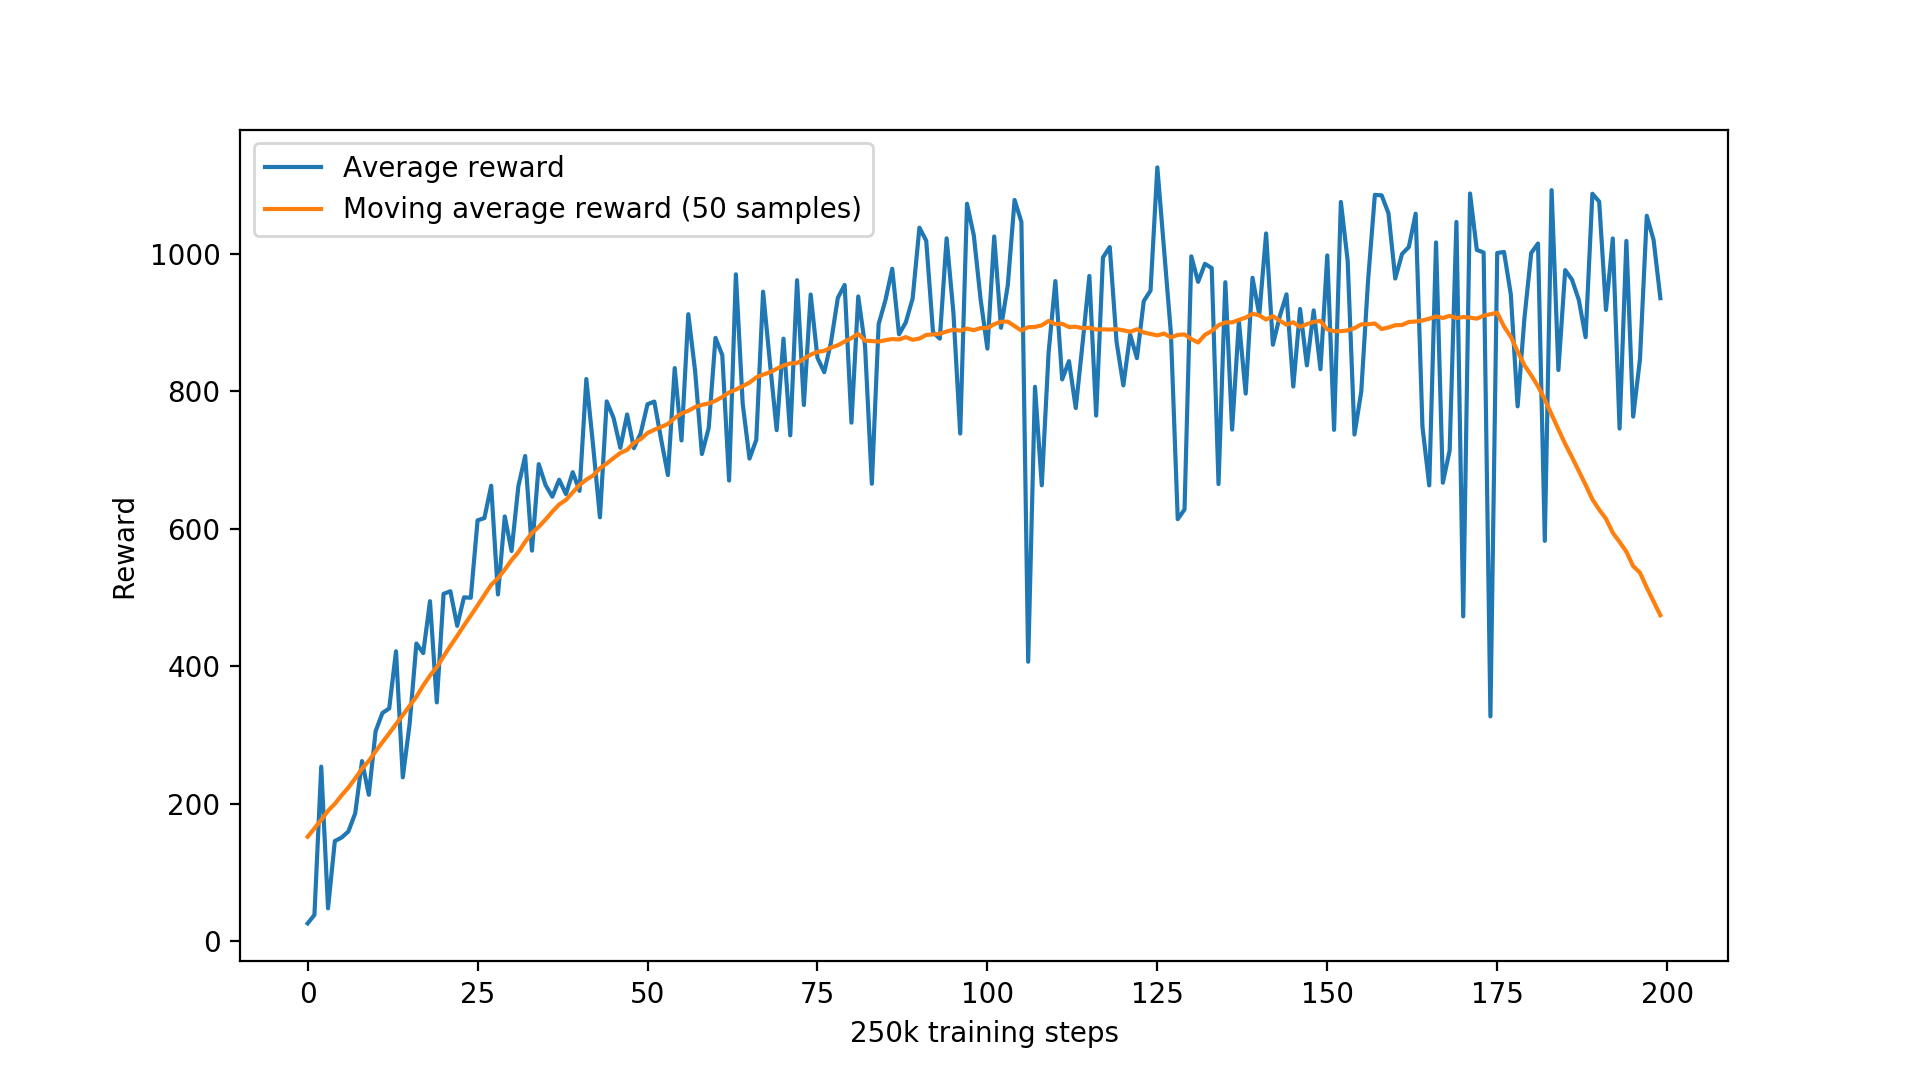 Average reward
Moving average reward (50 samples)
1000
800
600
400
200
0
Reward
0 25 50 75 100 125 150 175 200
250k training steps